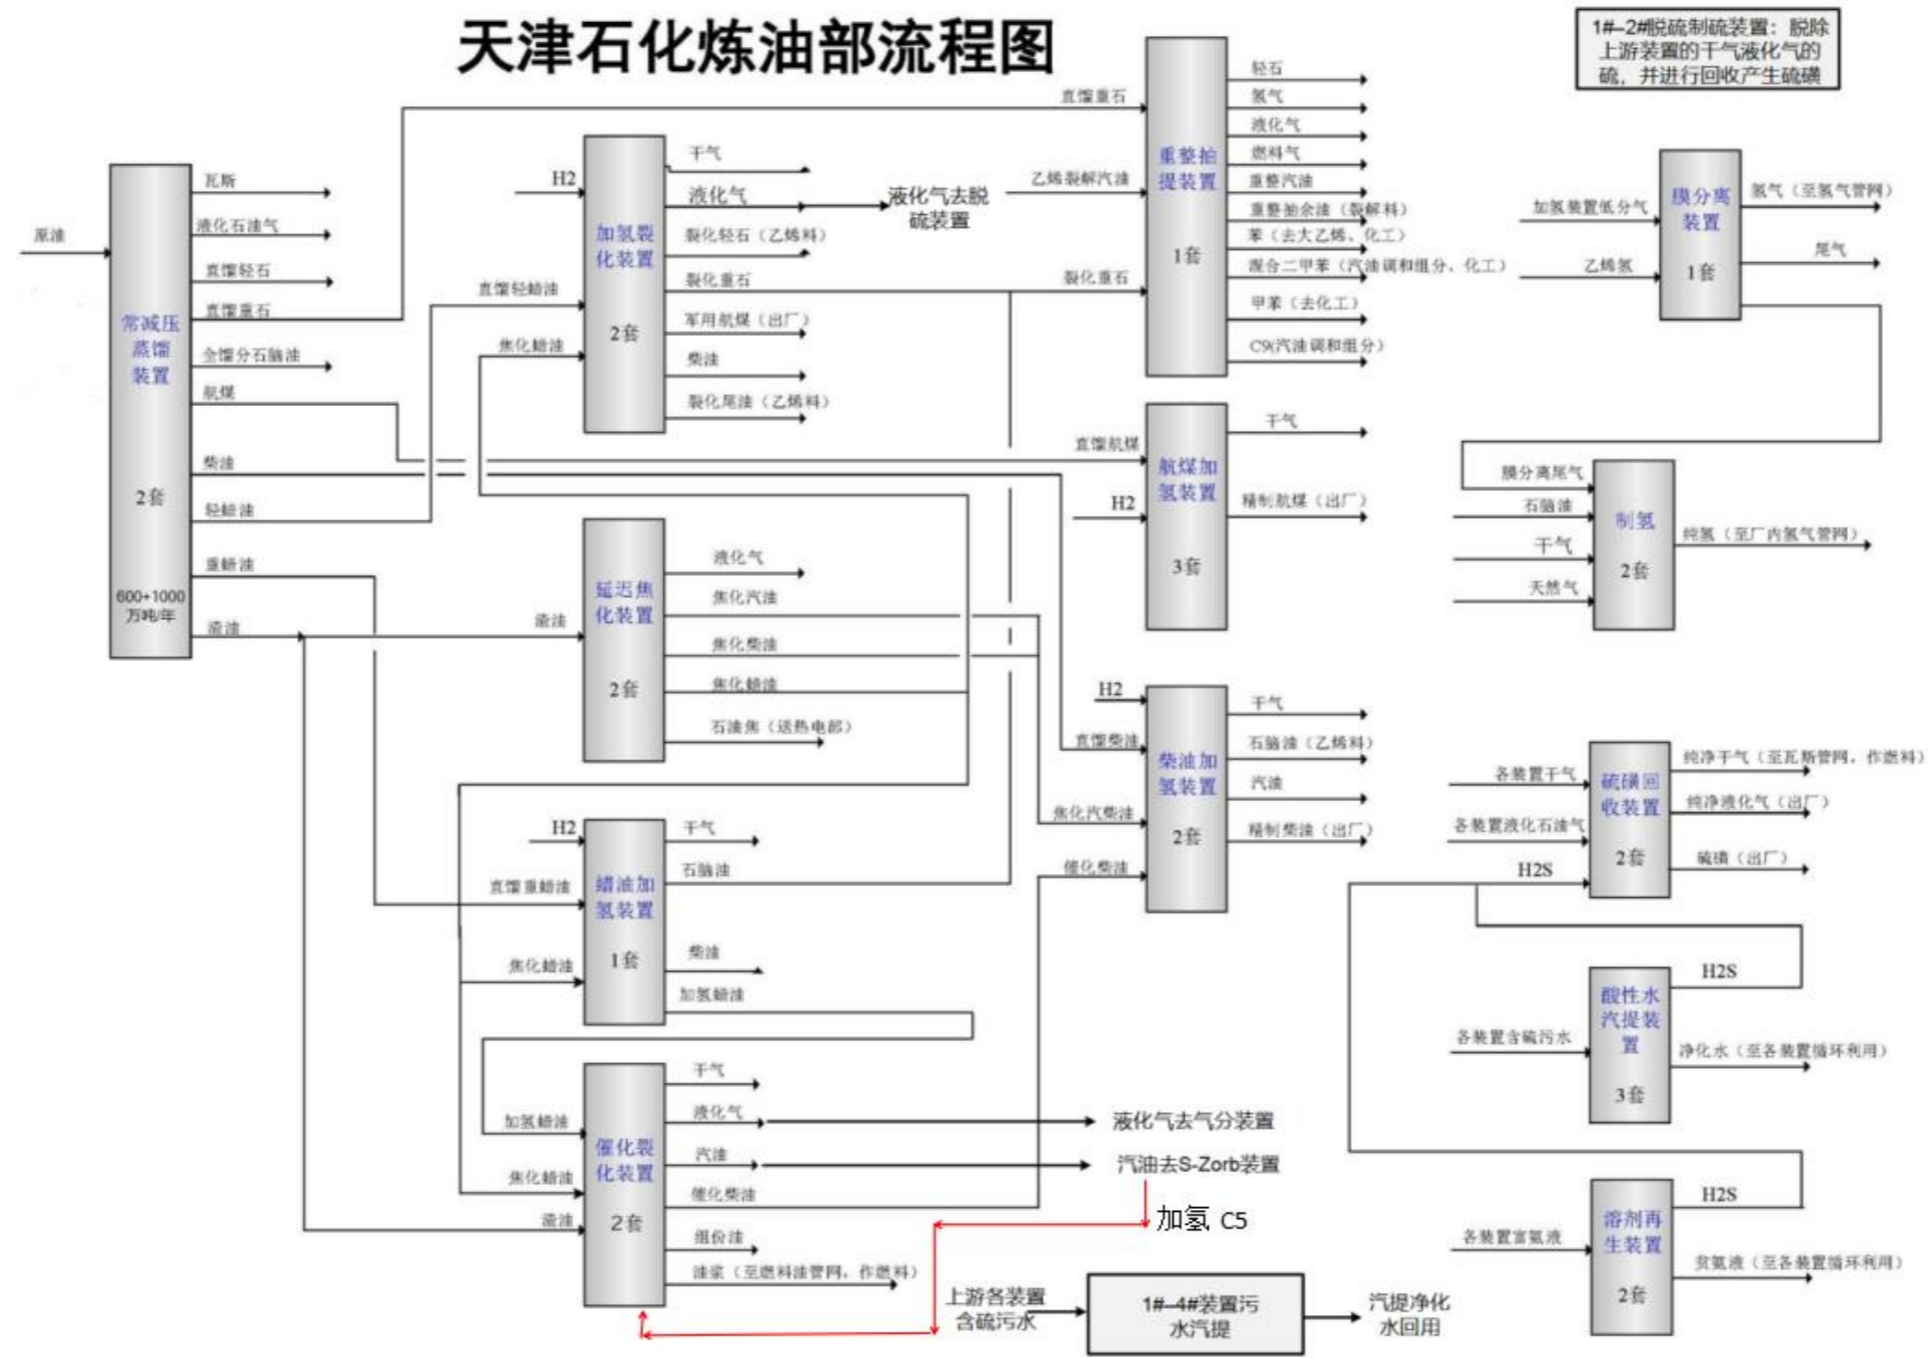 天津石化炼油部流程图
1#–2#脱硫制硫装置：脱除
上游装置的干气液化气的
硫，并进行回收产生硫磺
原油
常减压
蒸馏
装置
2套
600+1000
万吨/年
瓦斯
液化石油气
直馏轻石
直馏重石
全馏分石脑油
航煤
柴油
轻蜡油
重蜡油
渣油
H2
直馏轻蜡油
焦化蜡油
加氢裂
化装置
2套
干气
液化气
液化气去脱
硫装置
裂化轻石（乙烯料）
裂化重石
军用航煤（出厂）
柴油
裂化尾油（乙烯料）
渣油
延迟焦
化装置
2套
液化气
焦化汽油
焦化柴油
焦化蜡油
石油焦（送热电部）
H2
直馏重蜡油
焦化蜡油
蜡油加
氢装置
1套
干气
石脑油
柴油
加氢蜡油
加氢蜡油
焦化蜡油
渣油
催化裂
化装置
2套
干气
液化气
汽油
催化柴油
组份油
油浆（至燃料油管网，作燃料）
液化气去气分装置
汽油去S-Zorb装置
加氢 C5
直馏重石
乙烯裂解汽油
裂化重石
重整抽
提装置
1套
轻石
氢气
液化气
燃料气
重整汽油
重整抽余油（裂解料）
苯（去大乙烯、化工）
混合二甲苯（汽油调和组分、化工）
甲苯（去化工）
C9(汽油调和组分）
直馏航煤
H2
航煤加
氢装置
3套
干气
精制航煤（出厂）
H2
直馏柴油
焦化汽柴油
催化柴油
柴油加
氢装置
2套
干气
石脑油（乙烯料）
汽油
精制柴油（出厂）
加氢装置低分气
乙烯氢
膜分离
装置
1套
氢气（至氢气管网）
尾气
膜分离尾气
石脑油
干气
天然气
制氢
2套
纯氢（至厂内氢气管网）
各装置干气
各装置液化石油气
H2S
硫磺回
收装置
2套
纯净干气（至瓦斯管网，作燃料）
纯净液化气（出厂）
硫磺（出厂）
各装置含硫污水
酸性水
汽提装
置
3套
H2S
净化水（至各装置循环利用）
各装置富氨液
溶剂再
生装置
2套
H2S
贫氨液（至各装置循环利用）
上游各装置
含硫污水
1#–4#装置污
水汽提
汽提净化
水回用